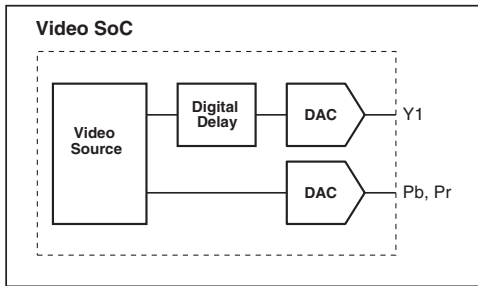 Video SoC
Video
Source
Digital
Delay
DAC
Y1
DAC
Pb, Pr